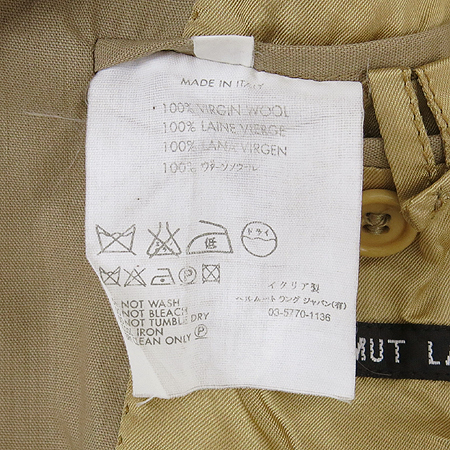 MADE IN ITALY
100% VIRGIN WOOL
100% LAINE VIERGE
100% LANA VIRGEN
100% ウァージンウール
低
ドライ
P
イタリア製
ヘルムート ラング ジャパン(有)
03-5770-1136
NOT WASH
NOT BLEACH
NOT TUMBLE DRY
IRON
CLEAN ONLY P
MUT LA